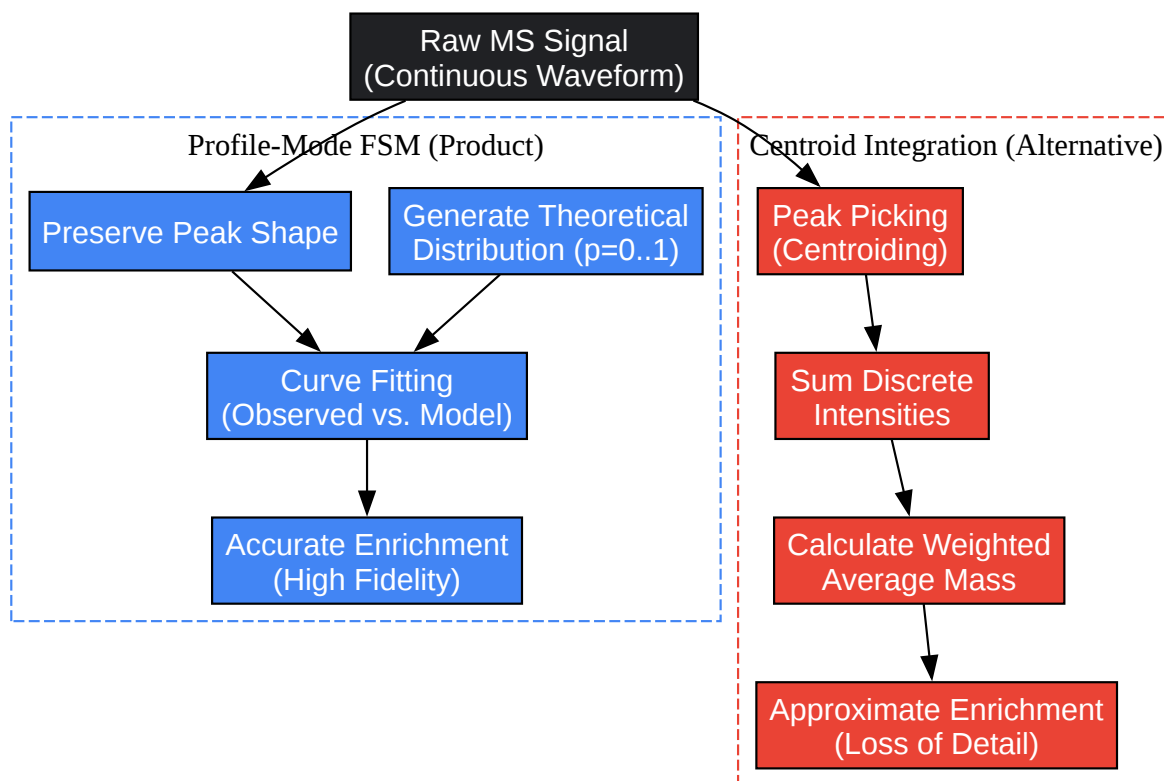 Raw MS Signal
(Continuous Waveform)
Profile-Mode FSM (Product)
Preserve Peak Shape
Generate Theoretical
Distribution (p=0..1)
Curve Fitting
(Observed vs. Model)
Accurate Enrichment
(High Fidelity)
Centroid Integration (Alternative)
Peak Picking
(Centroiding)
Sum Discrete
Intensities
Calculate Weighted
Average Mass
Approximate Enrichment
(Loss of Detail)